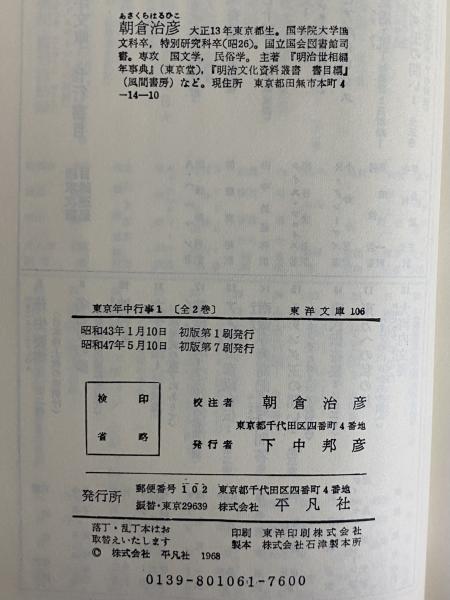 あさくらはるひこ
朝倉治彦　大正13年東京都生。国学院大学国
文科卒，特別研究科卒(昭26)。国立国会図書館司
書。専攻　国文学，民俗学。主著『明治世相編
年事典』(東京堂),『明治文化資料叢書　書目編』
(風間書房)など。現住所　東京都田無市本町4
-14-10
東京年中行事1　〔全2巻〕　東洋文庫 106
昭和43年1月10日　初版第1刷発行
昭和47年5月10日　初版第7刷発行
検印
省略
校注者　朝倉治彦
東京都千代田区四番町4番地
発行者　下中邦彦
発行所　郵便番号102　東京都千代田区四番町4番地
振替・東京29639　株式会社　平凡社
落丁・乱丁本はお
取替えいたします
印刷　東洋印刷株式会社
製本　株式会社石津製本所
© 株式会社　平凡社　1968
0139-801061-7600